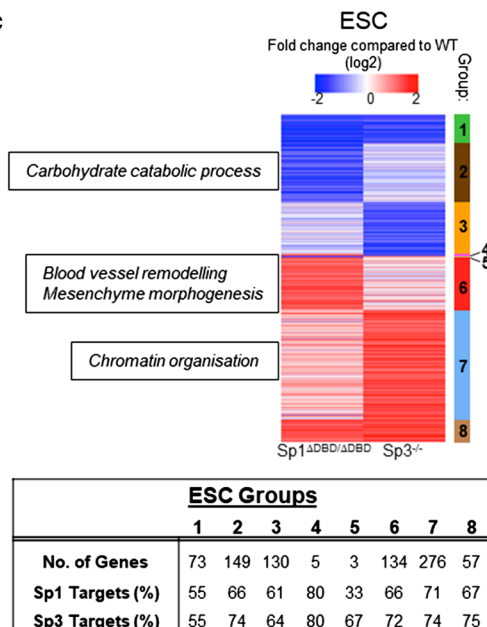 c
ESC
Fold change compared to WT
(log2)
-2 0 2
Group:
1
Carbohydrate catabolic process
2
3
4
5
Blood vessel remodelling
Mesenchyme morphogenesis
6
Chromatin organisation
7
8
Sp1ΔDBD/ΔDBD Sp3-/-
ESC Groups
1 2 3 4 5 6 7 8
No. of Genes 73 149 130 5 3 134 276 57
Sp1 Targets (%) 55 66 61 80 33 66 71 67
Sp3 Targets (%) 55 74 64 80 67 72 74 75